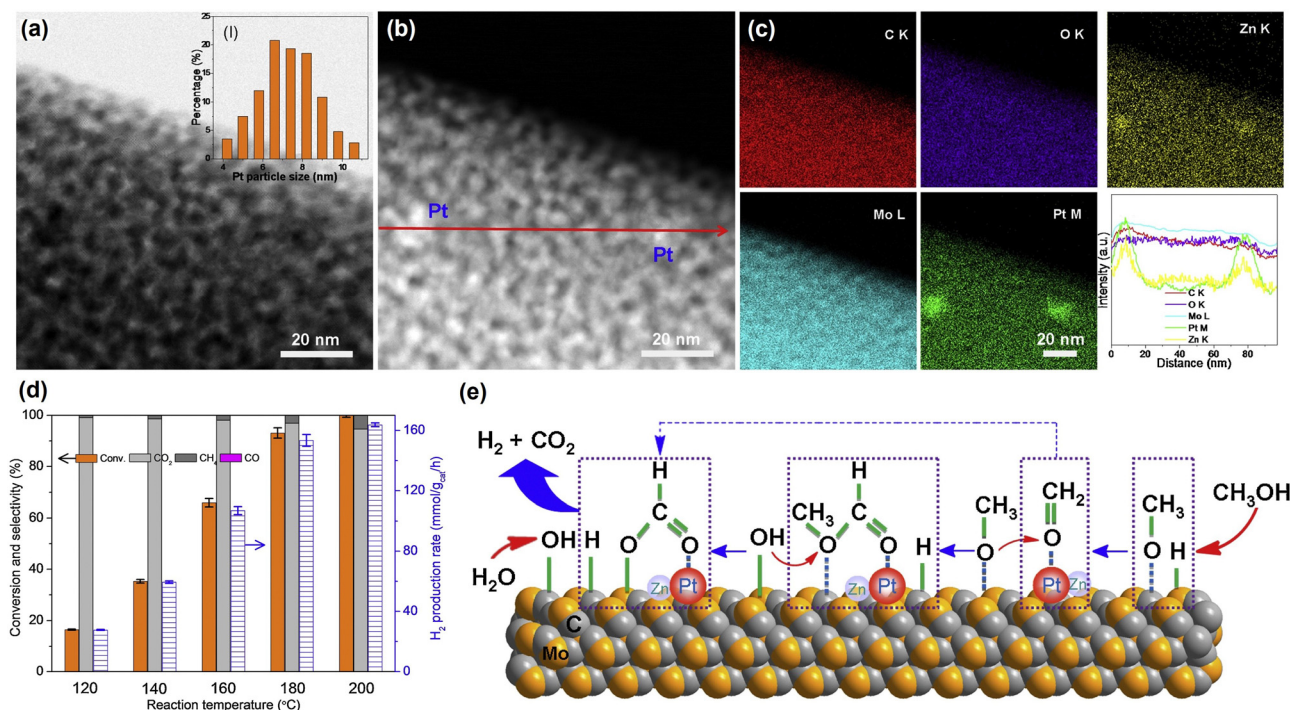 (a)
(I)
Percentage (%)
25
20
15
10
5
0
4
6
8
10
Pt particle size (nm)
20 nm
(b)
Pt
Pt
20 nm
(c)
C K
O K
Zn K
Mo L
Pt M
20 nm
Intensity (a.u.)
C K
O K
Mo L
Pt M
Zn K
0
20
40
60
80
Distance (nm)
(d)
Conversion and selectivity (%)
100
80
60
40
20
0
Conv.
CO2
CH4
CO
160
120
80
40
0
H2 production rate (mmol/gcat/h)
120
140
160
180
200
Reaction temperature (°C)
(e)
H2 + CO2
H
C
O
O
OH
H
H2O
Zn
Pt
OH
CH3
H
C
O
O
H
Zn
Pt
CH3
O
CH2
O
Pt
Zn
CH3
O
H
CH3OH
C
Mo